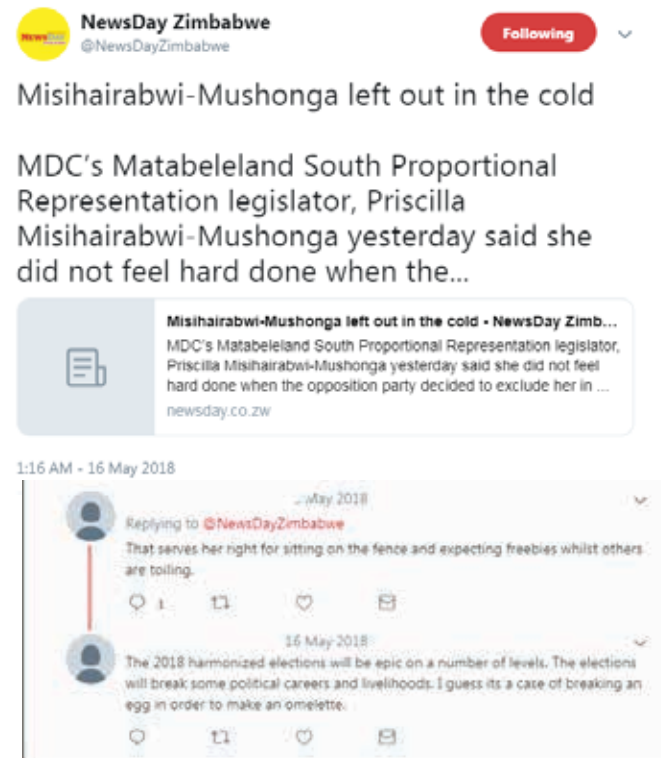 NewsDay Zimbabwe
@NewsDayZimbabwe
Following
Misihairabwi-Mushonga left out in the cold
MDC's Matabeleland South Proportional
Representation legislator, Priscilla
Misihairabwi-Mushonga yesterday said she
did not feel hard done when the...
Misihairabwi-Mushonga left out in the cold - NewsDay Zimb...
MDC's Matabeleland South Proportional Representation legislator,
Priscilla Misihairabwi-Mushonga yesterday said she did not feel
hard done when the opposition party decided to exclude her in ...
newsday.co.zw
1:16 AM - 16 May 2018
May 2018
Replying to @NewsDayZimbabwe
That serves her right for sitting on the fence and expecting freebies whilst others
are toiling.
1
16 May 2018
The 2018 harmonized elections will be epic on a number of levels. The elections
will break some political careers and livelihoods. I guess its a case of breaking an
egg in order to make an omelette.